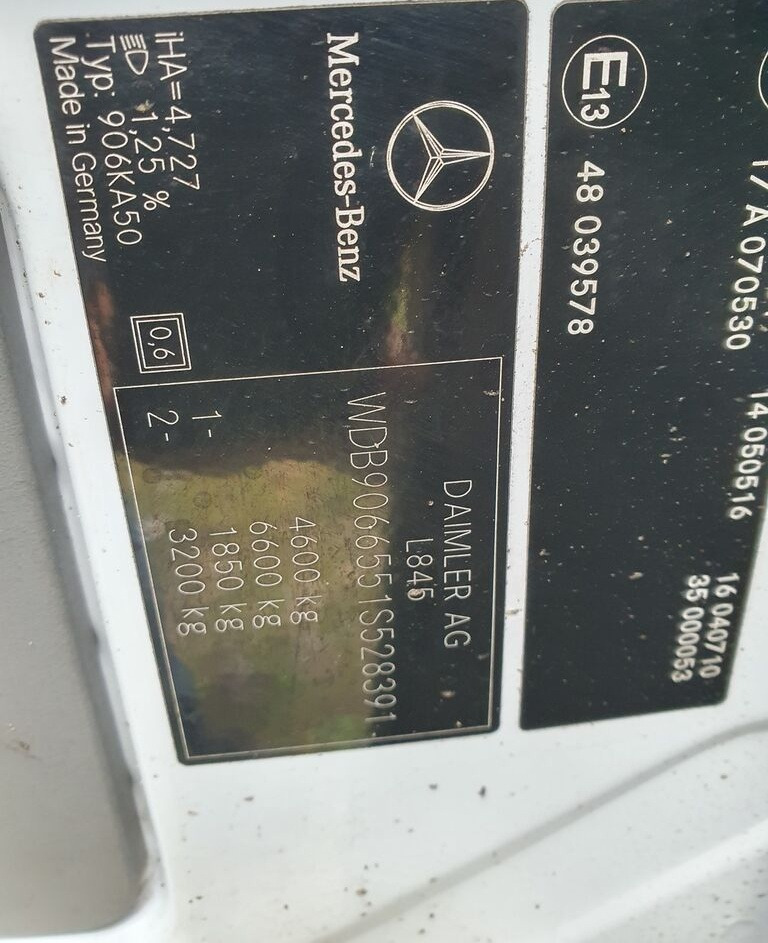 17 A 070530 14 050516
16 040710
35 000053
E13 48 039578
Mercedes-Benz
DAIMLER AG
L845
WDB9066551S528391
4600 kg
6600 kg
1- 1850 kg
2- 3200 kg
iHA=4,727
1,25 %
Typ: 906KA50
Made in Germany
0,6